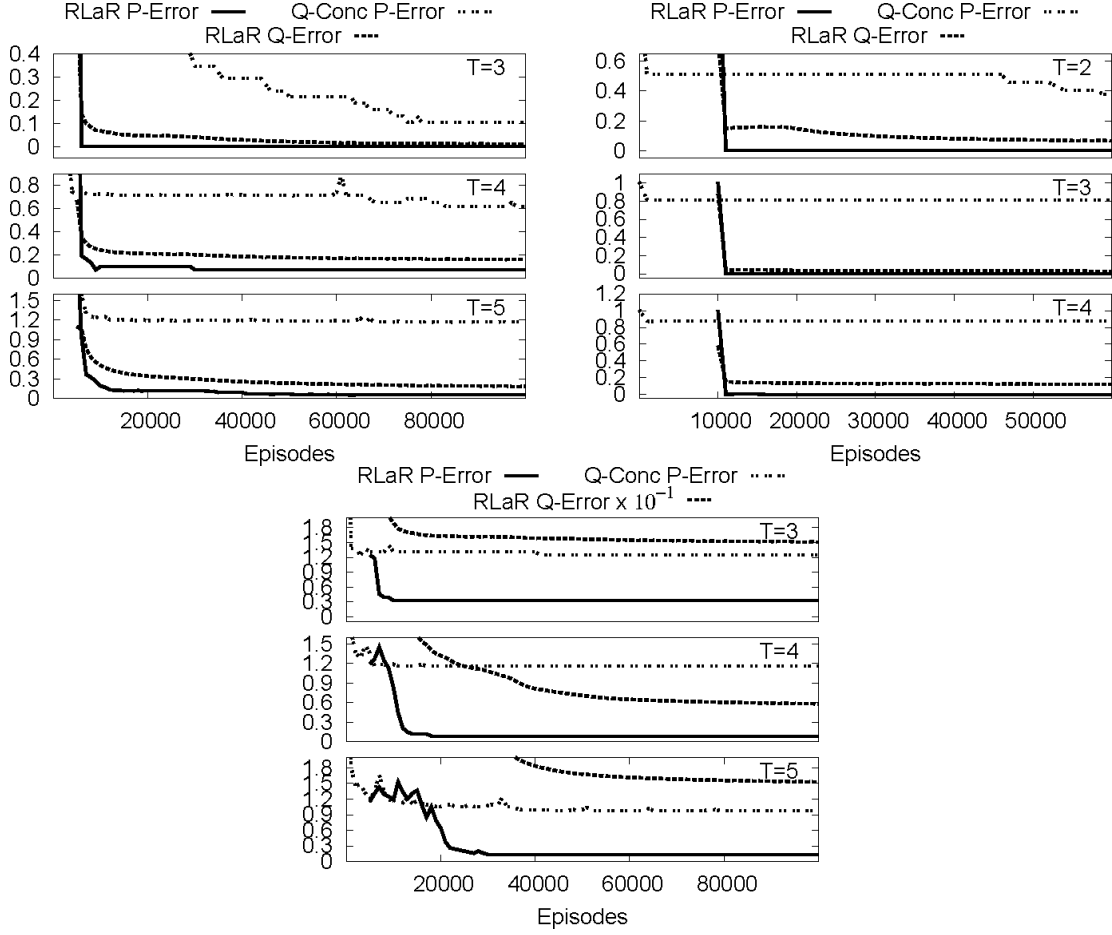 RLaR P-Error Q-Conc P-Error
RLaR Q-Error
0.4
0.3
0.2
0.1
0
T=3
0.8
0.6
0.4
0.2
0
T=4
1.5
1.2
0.9
0.6
0.3
0
T=5
20000 40000 60000 80000
Episodes
RLaR P-Error Q-Conc P-Error
RLaR Q-Error
0.6
0.4
0.2
0
T=2
1
0.8
0.6
0.4
0.2
0
T=3
1.2
1
0.8
0.6
0.4
0.2
0
T=4
10000 20000 30000 40000 50000
Episodes
RLaR P-Error Q-Conc P-Error
RLaR Q-Error x 10⁻¹
1.8
1.5
1.2
0.9
0.6
0.3
0
T=3
1.5
1.2
0.9
0.6
0.3
0
T=4
1.8
1.5
1.2
0.9
0.6
0.3
0
T=5
20000 40000 60000 80000
Episodes